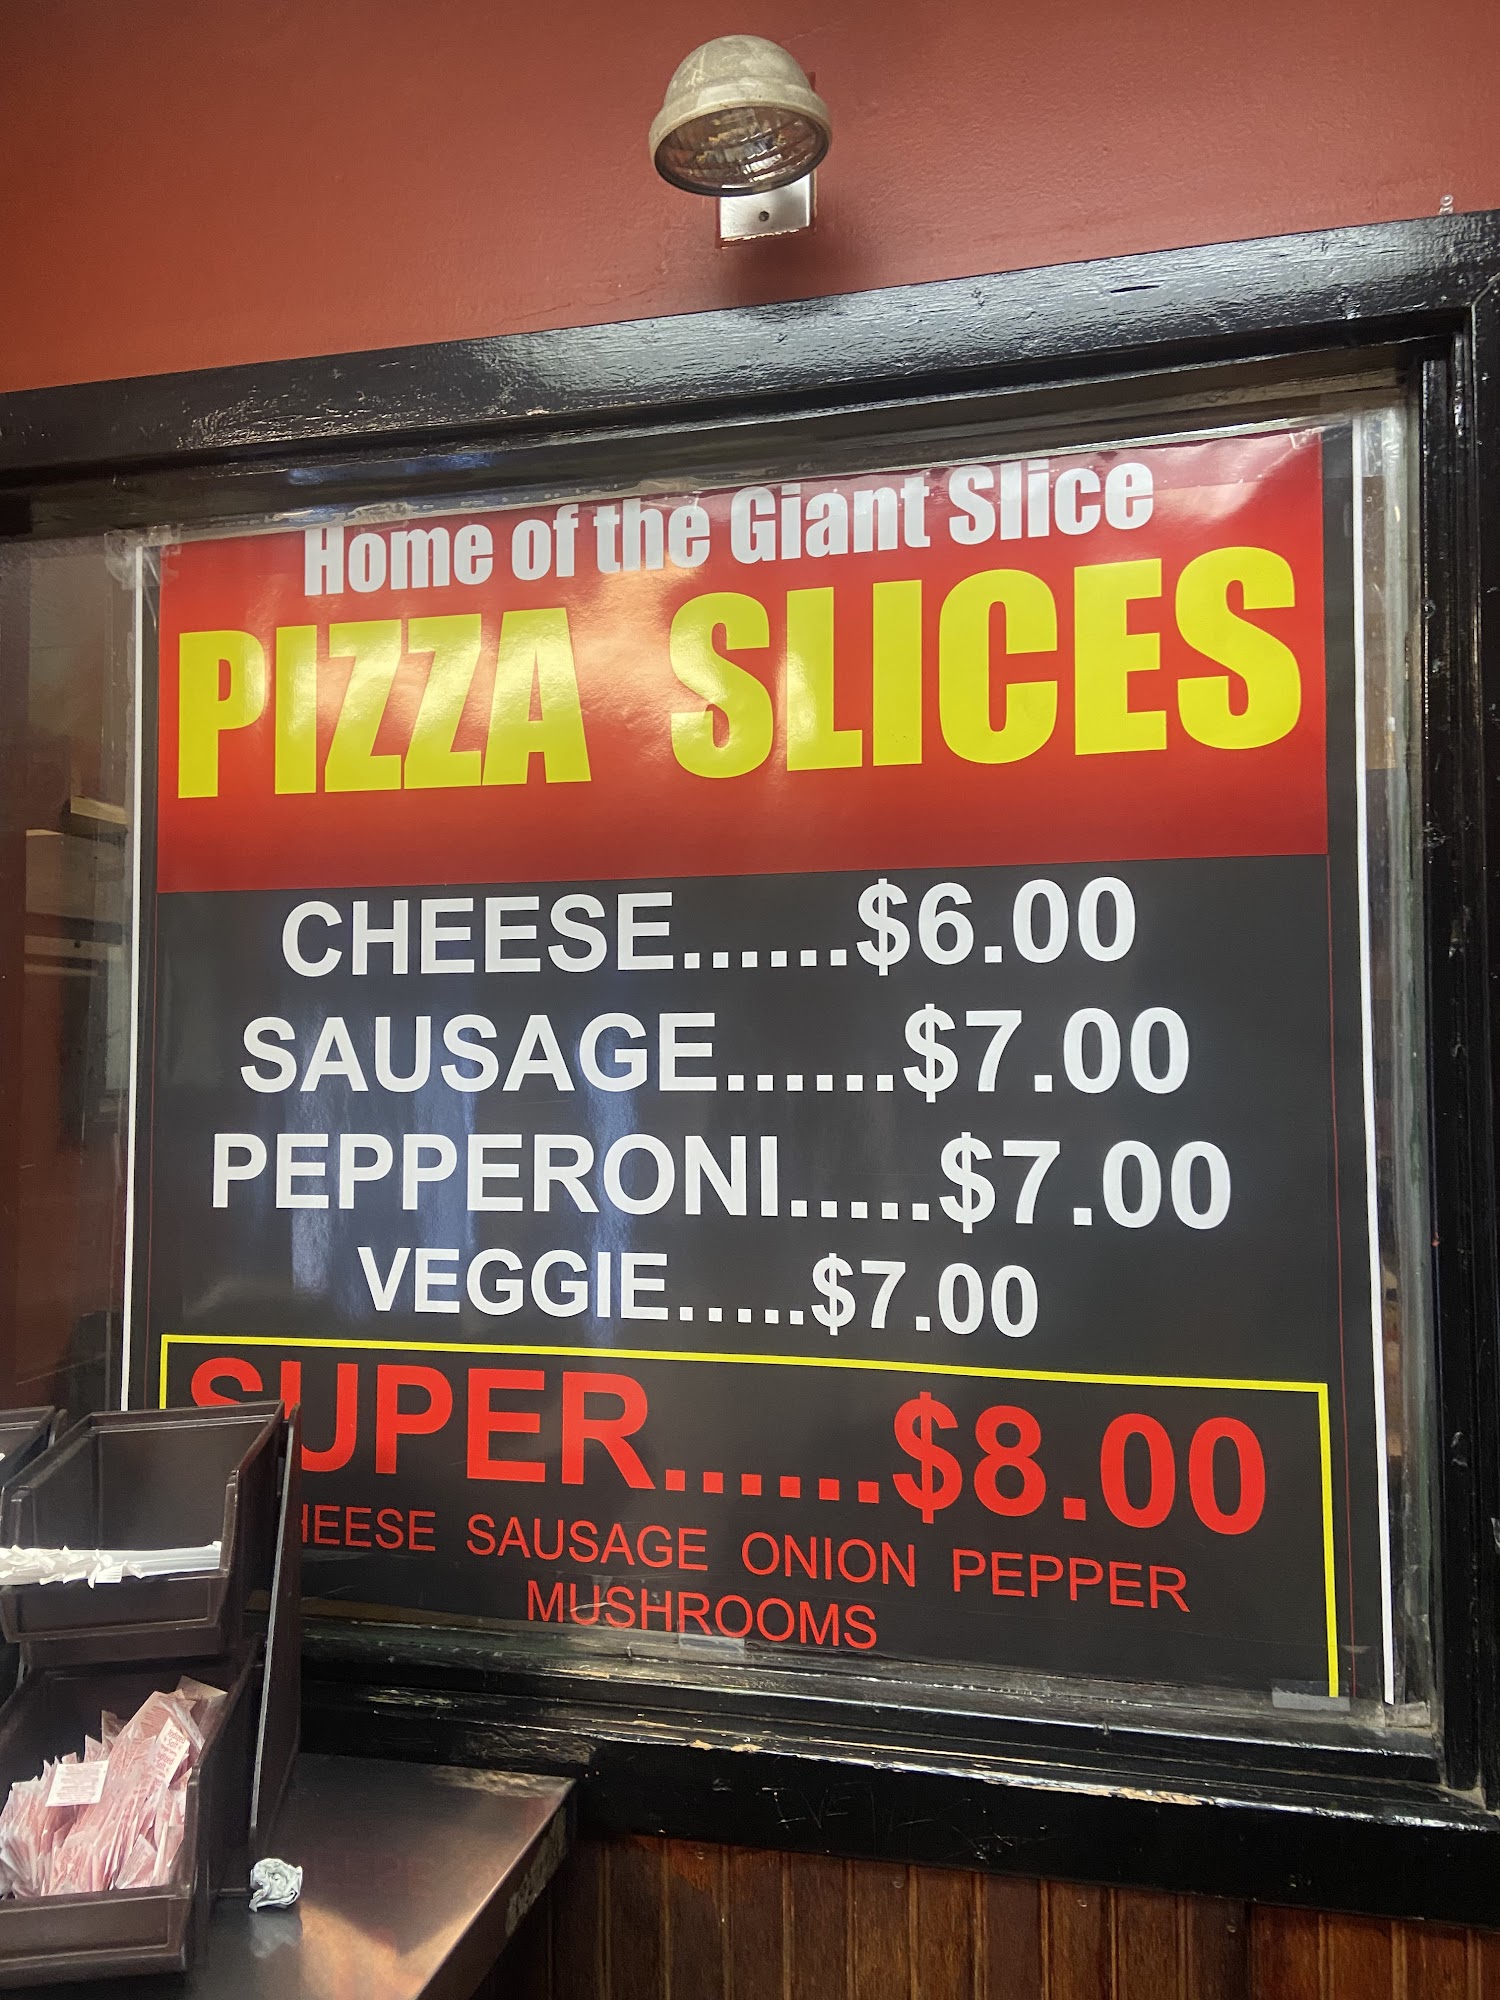 Home of the Giant Slice
PIZZA SLICES
CHEESE......$6.00
SAUSAGE......$7.00
PEPPERONI.....$7.00
VEGGIE.....$7.00
SUPER......$8.00
HEESE SAUSAGE ONION PEPPER
MUSHROOMS